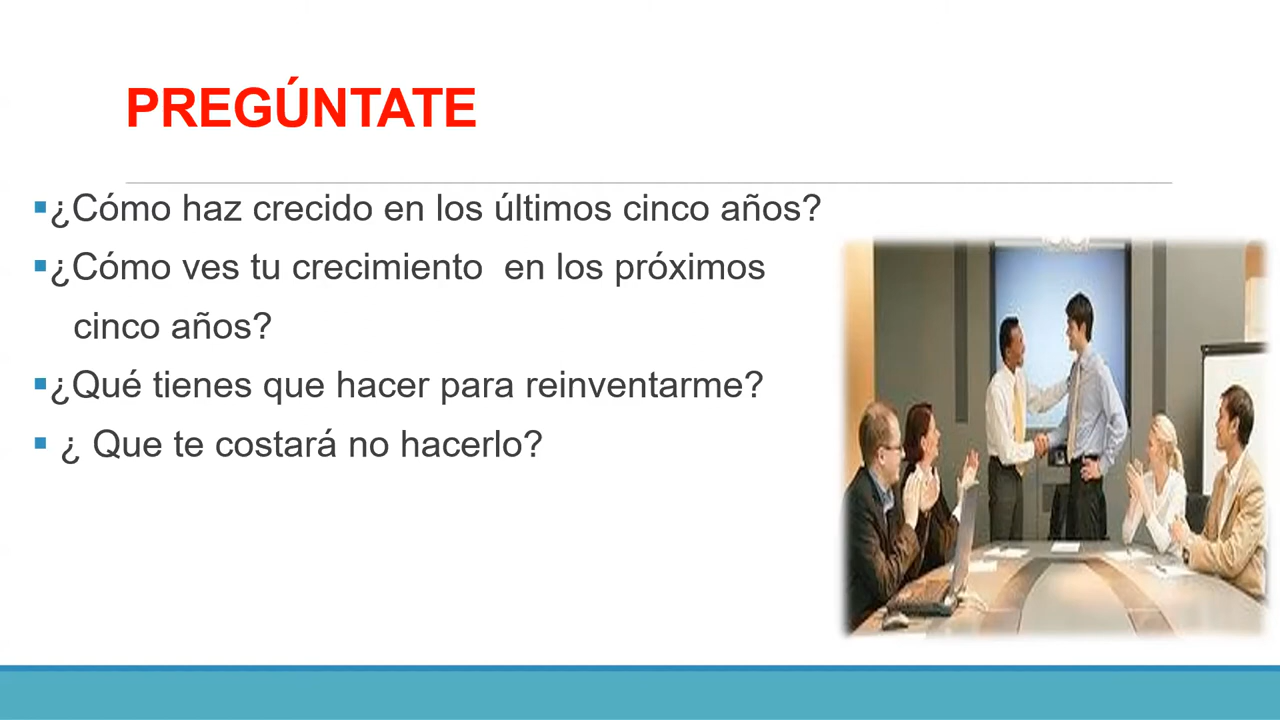 PREGÚNTATE
▪¿Cómo haz crecido en los últimos cinco años?
▪¿Cómo ves tu crecimiento  en los próximos
cinco años?
▪¿Qué tienes que hacer para reinventarme?
▪ ¿ Que te costará no hacerlo?